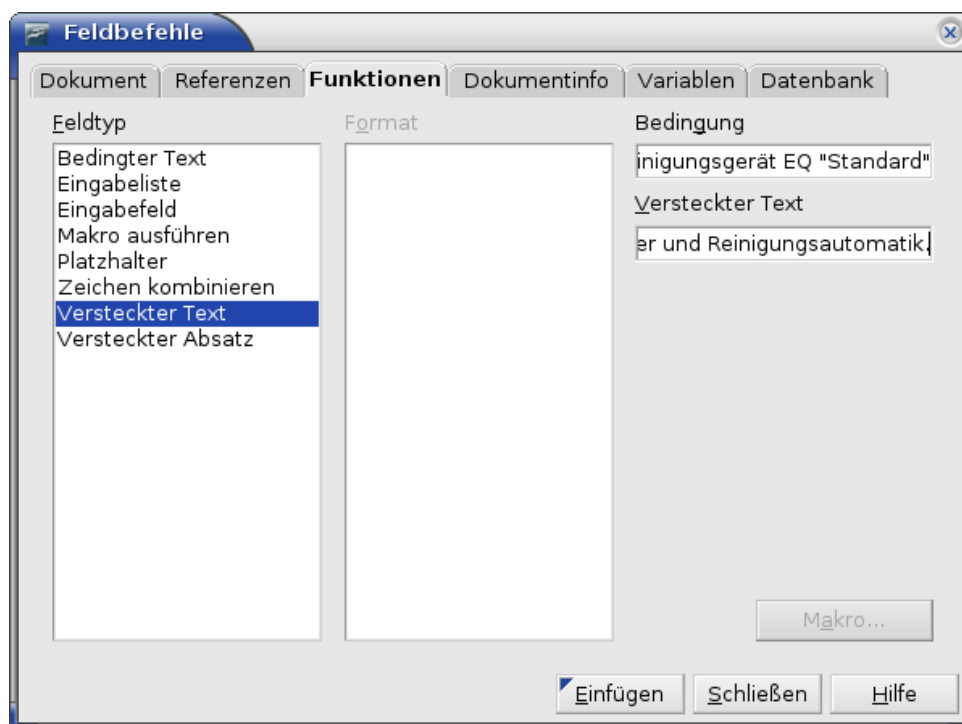 Feldbefehle
Dokument Referenzen Funktionen Dokumentinfo Variablen Datenbank
Feldtyp
Bedingter Text
Eingabeliste
Eingabefeld
Makro ausführen
Platzhalter
Zeichen kombinieren
Versteckter Text
Versteckter Absatz
Format
Bedingung
inigungsgerät EQ "Standard"
Versteckter Text
er und Reinigungsautomatik.
Makro...
Einfügen Schließen Hilfe